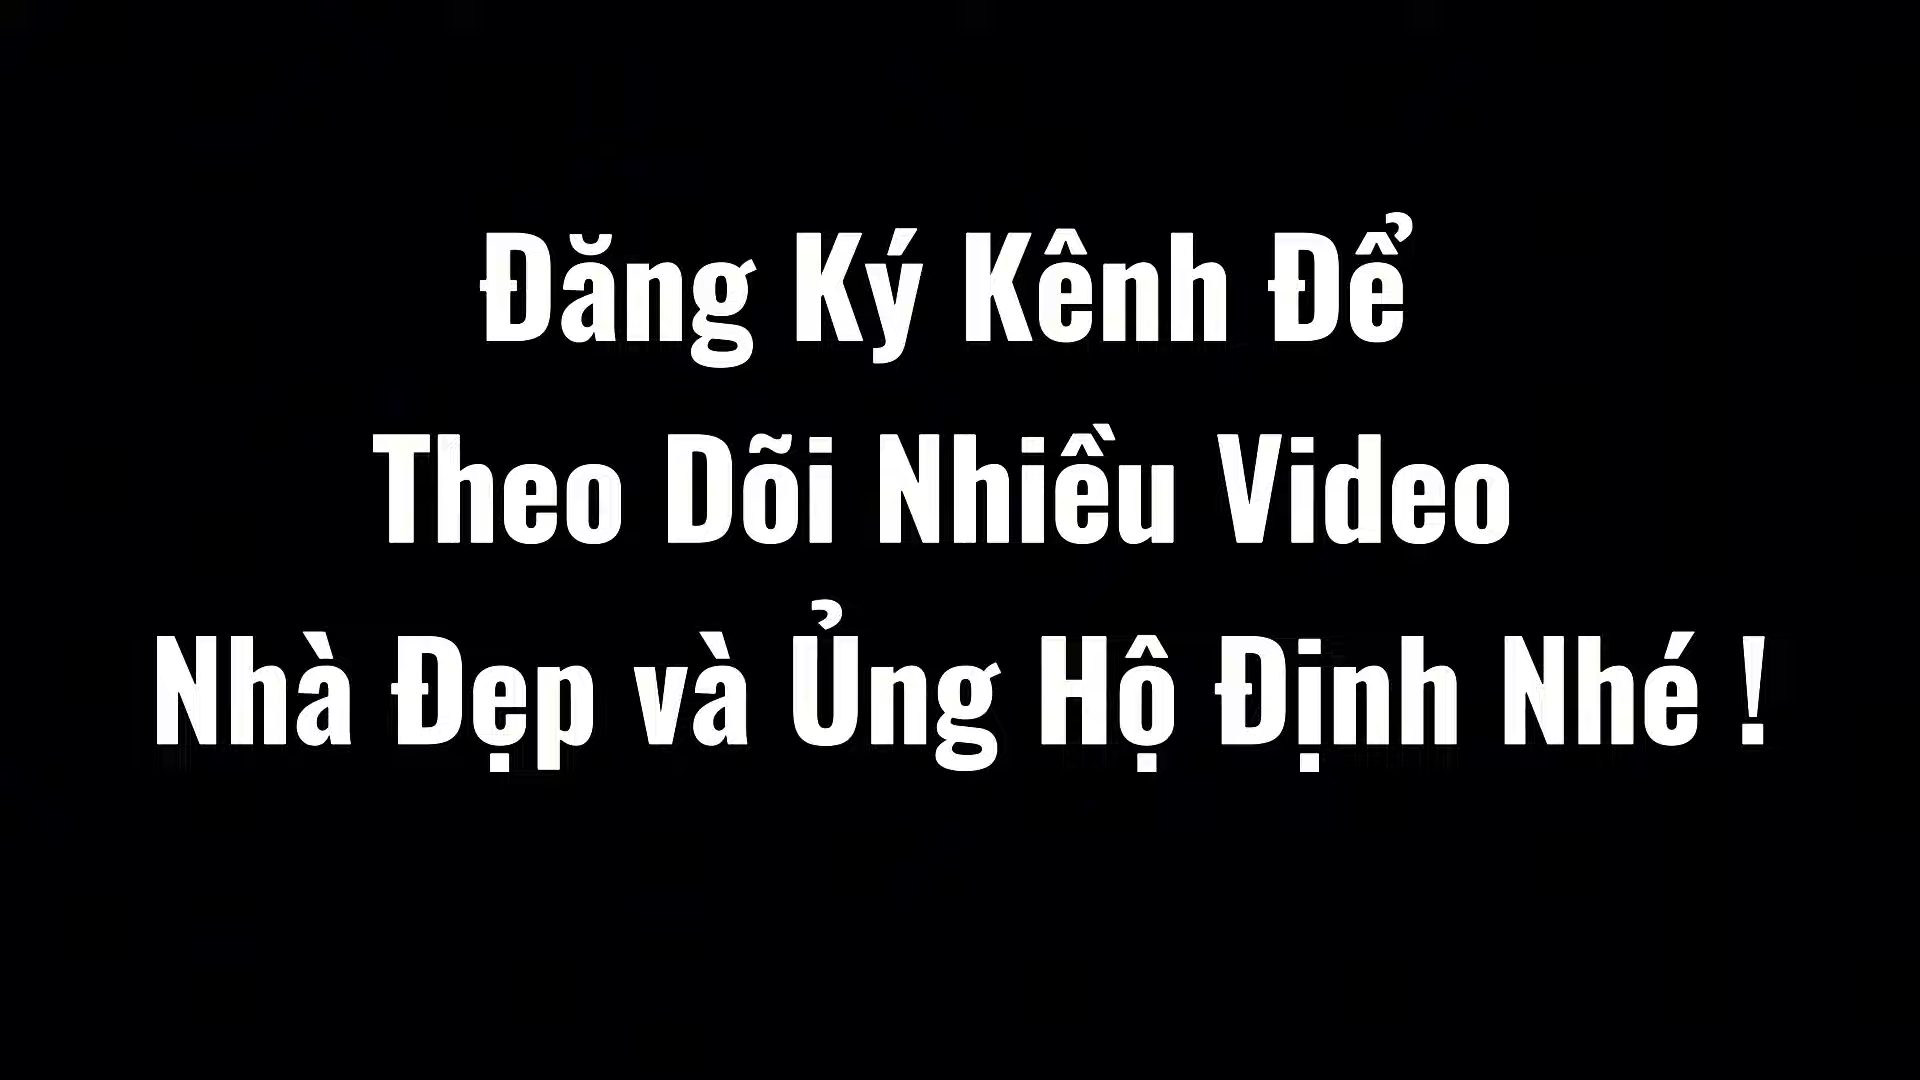 Đăng Ký Kênh Để
Theo Dõi Nhiều Video
Nhà Đẹp và Ủng Hộ Định Nhé !